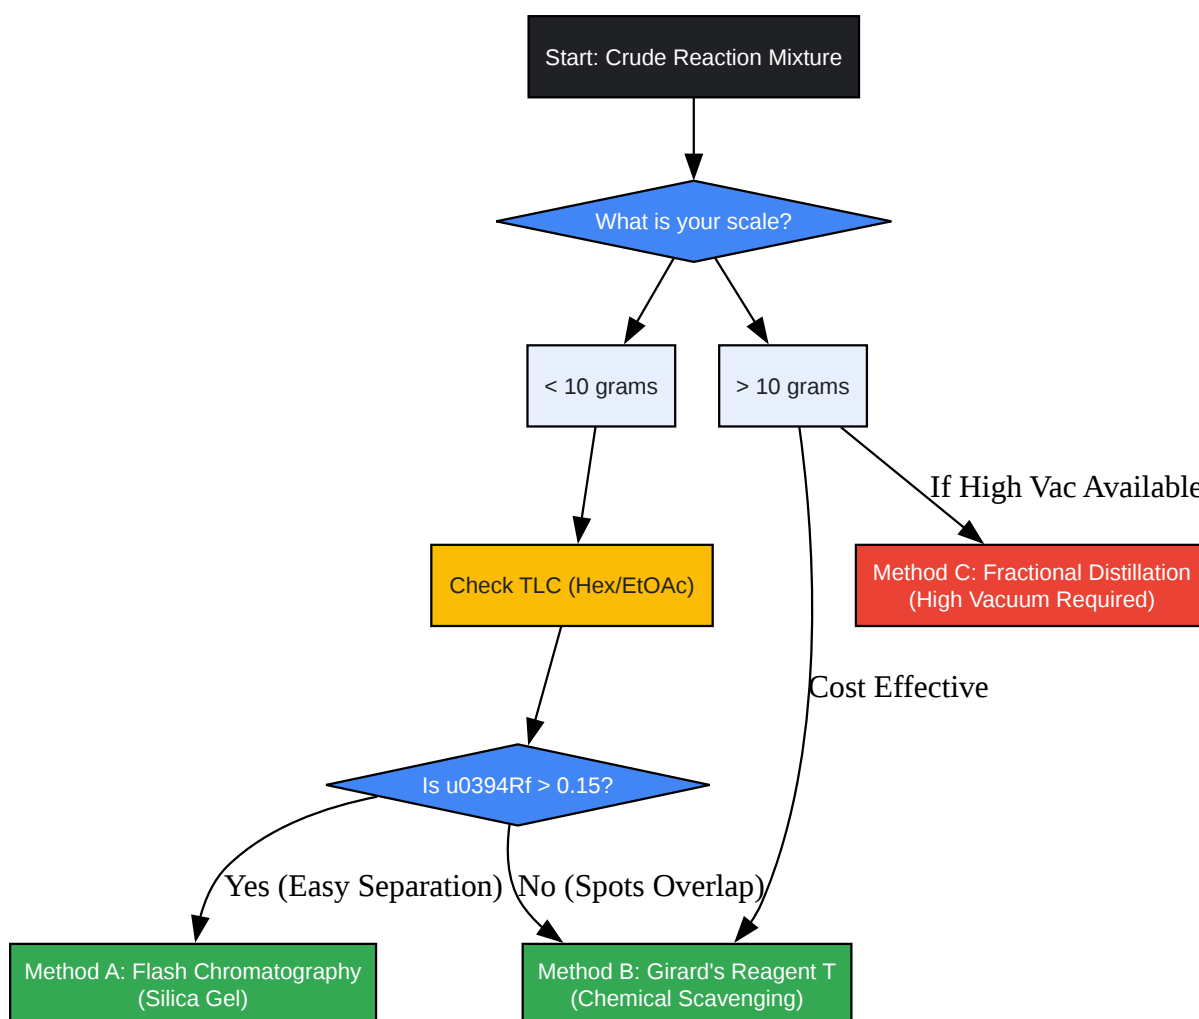 Start: Crude Reaction Mixture
What is your scale?
< 10 grams
> 10 grams
If High Vac Available
Check TLC (Hex/EtOAc)
Method C: Fractional Distillation
(High Vacuum Required)
Cost Effective
Is u0394Rf > 0.15?
Yes (Easy Separation)
No (Spots Overlap)
Method A: Flash Chromatography
(Silica Gel)
Method B: Girard's Reagent T
(Chemical Scavenging)